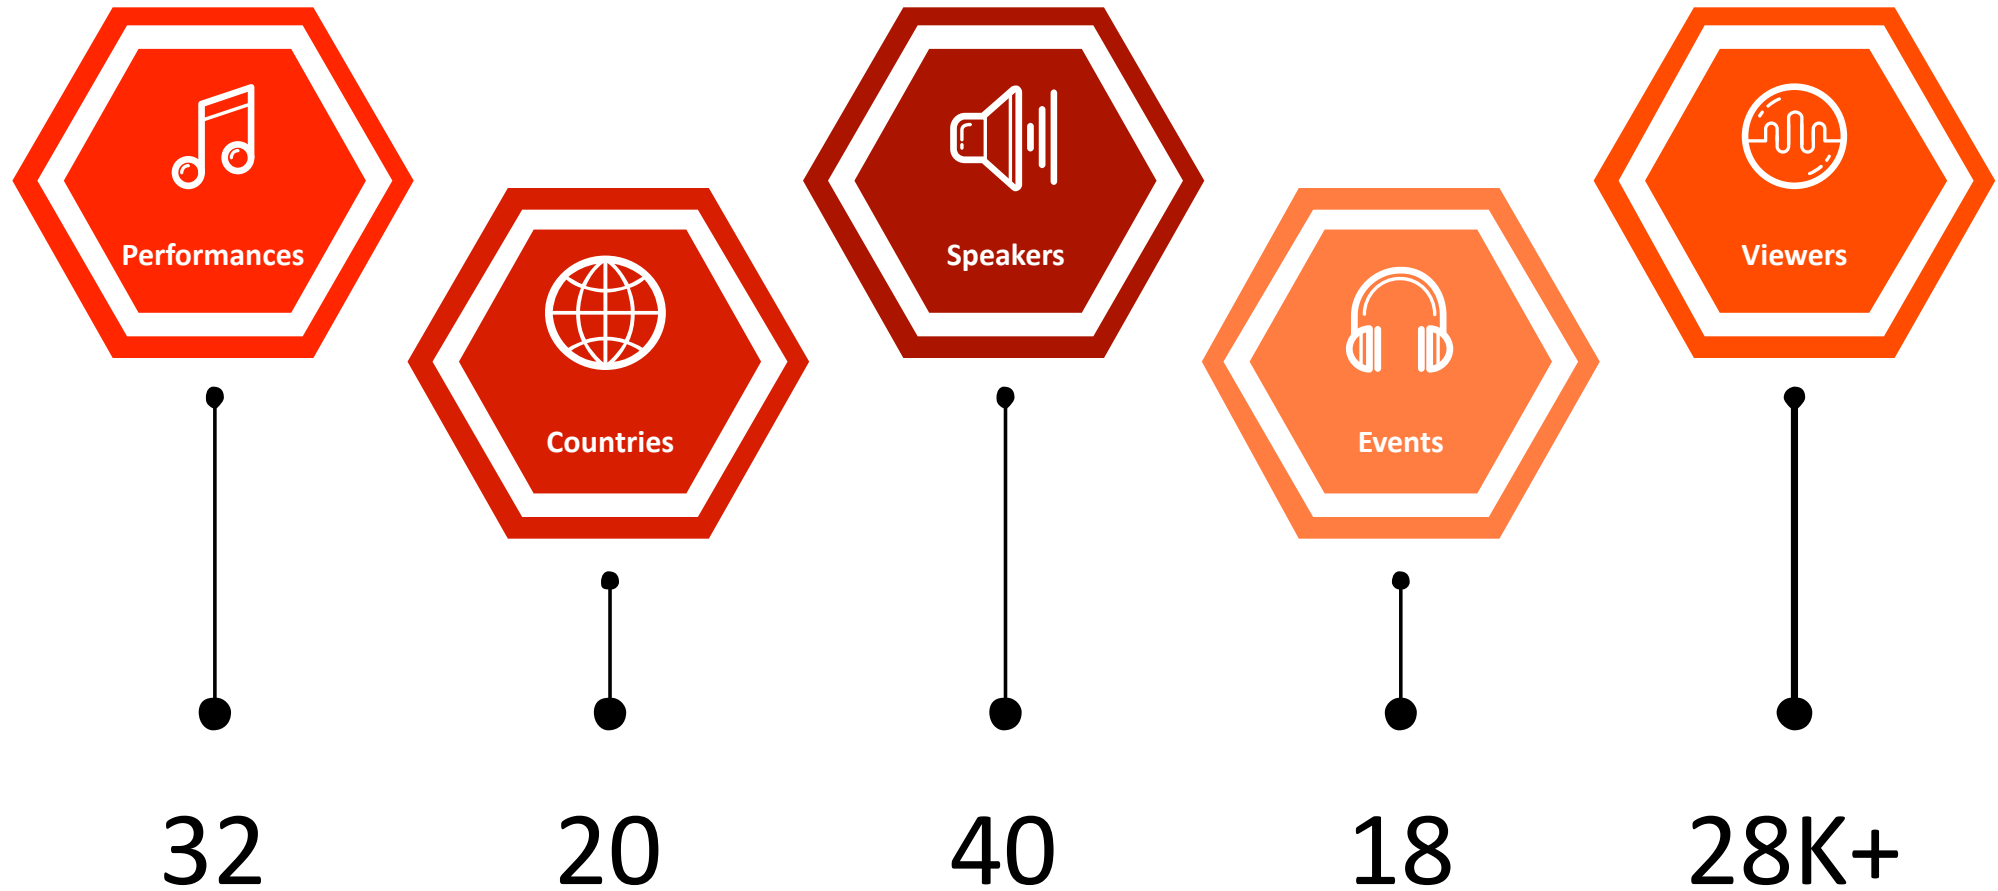 Performances
Countries
Speakers
Events
Viewers
32
20
40
18
28K+